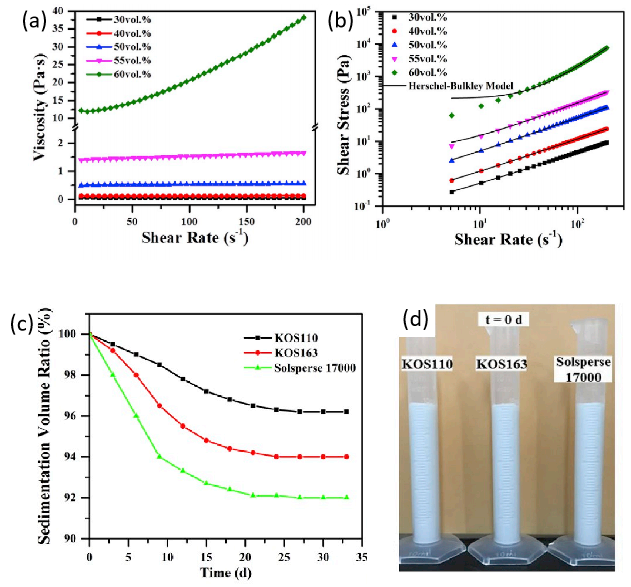 (a)
30vol.%
40vol.%
50vol.%
55vol.%
60vol.%
Viscosity (Pa·s)
40
35
30
25
20
15
2
1
0
0 50 100 150 200
Shear Rate (s⁻¹)
(b)
30vol.%
40vol.%
50vol.%
55vol.%
60vol.%
Herschel-Bulkley Model
Shear Stress (Pa)
10⁵
10⁴
10³
10²
10¹
10⁰
10⁻¹
10⁰ 10¹ 10²
Shear Rate (s⁻¹)
(c)
KOS110
KOS163
Solsperse 17000
Sedimentation Volume Ratio (%)
100
98
96
94
92
90
0 5 10 15 20 25 30 35
Time (d)
(d)
t = 0 d
KOS110
KOS163
Solsperse
17000